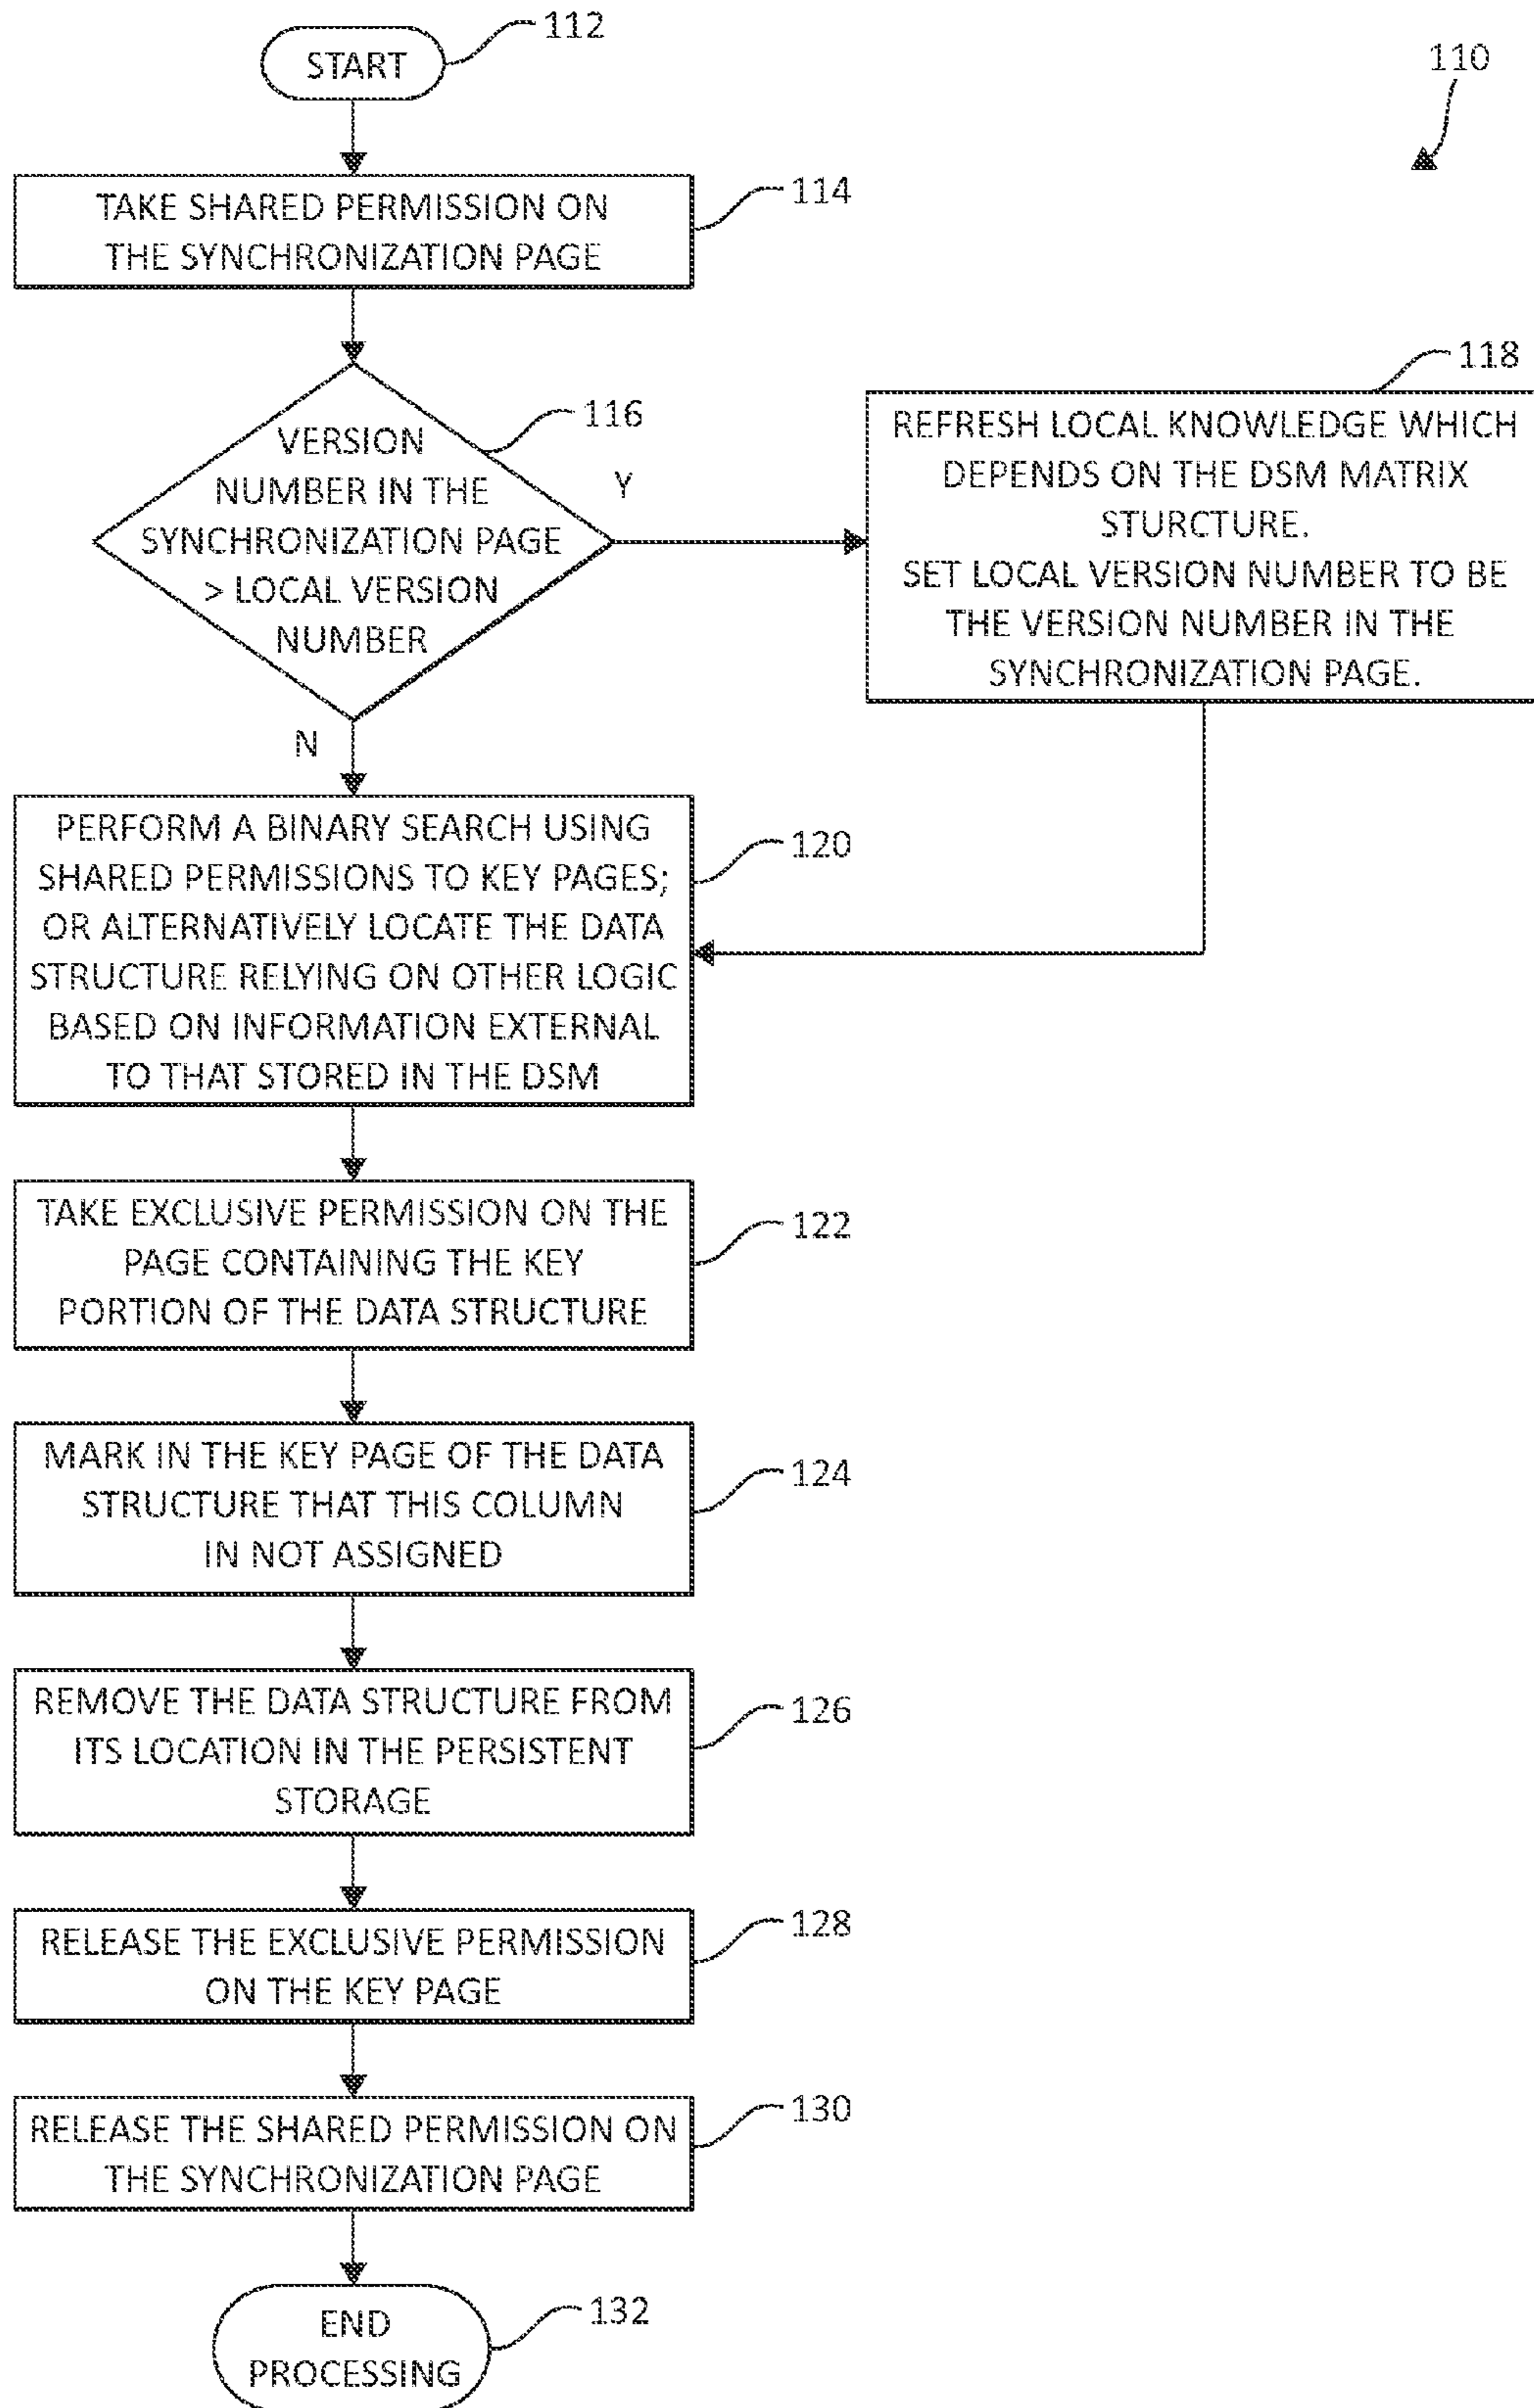 112
START
110
TAKE SHARED PERMISSION ON
THE SYNCHRONIZATION PAGE
114
116
VERSION
NUMBER IN THE
SYNCHRONIZATION PAGE
> LOCAL VERSION
NUMBER
Y
118
REFRESH LOCAL KNOWLEDGE WHICH
DEPENDS ON THE DSM MATRIX
STURCTURE.
SET LOCAL VERSION NUMBER TO BE
THE VERSION NUMBER IN THE
SYNCHRONIZATION PAGE.
N
PERFORM A BINARY SEARCH USING
SHARED PERMISSIONS TO KEY PAGES;
OR ALTERNATIVELY LOCATE THE DATA
STRUCTURE RELYING ON OTHER LOGIC
BASED ON INFORMATION EXTERNAL
TO THAT STORED IN THE DSM
120
TAKE EXCLUSIVE PERMISSION ON THE
PAGE CONTAINING THE KEY
PORTION OF THE DATA STRUCTURE
122
MARK IN THE KEY PAGE OF THE DATA
STRUCTURE THAT THIS COLUMN
IN NOT ASSIGNED
124
REMOVE THE DATA STRUCTURE FROM
ITS LOCATION IN THE PERSISTENT
STORAGE
126
RELEASE THE EXCLUSIVE PERMISSION
ON THE KEY PAGE
128
RELEASE THE SHARED PERMISSION ON
THE SYNCHRONIZATION PAGE
130
END
PROCESSING
132